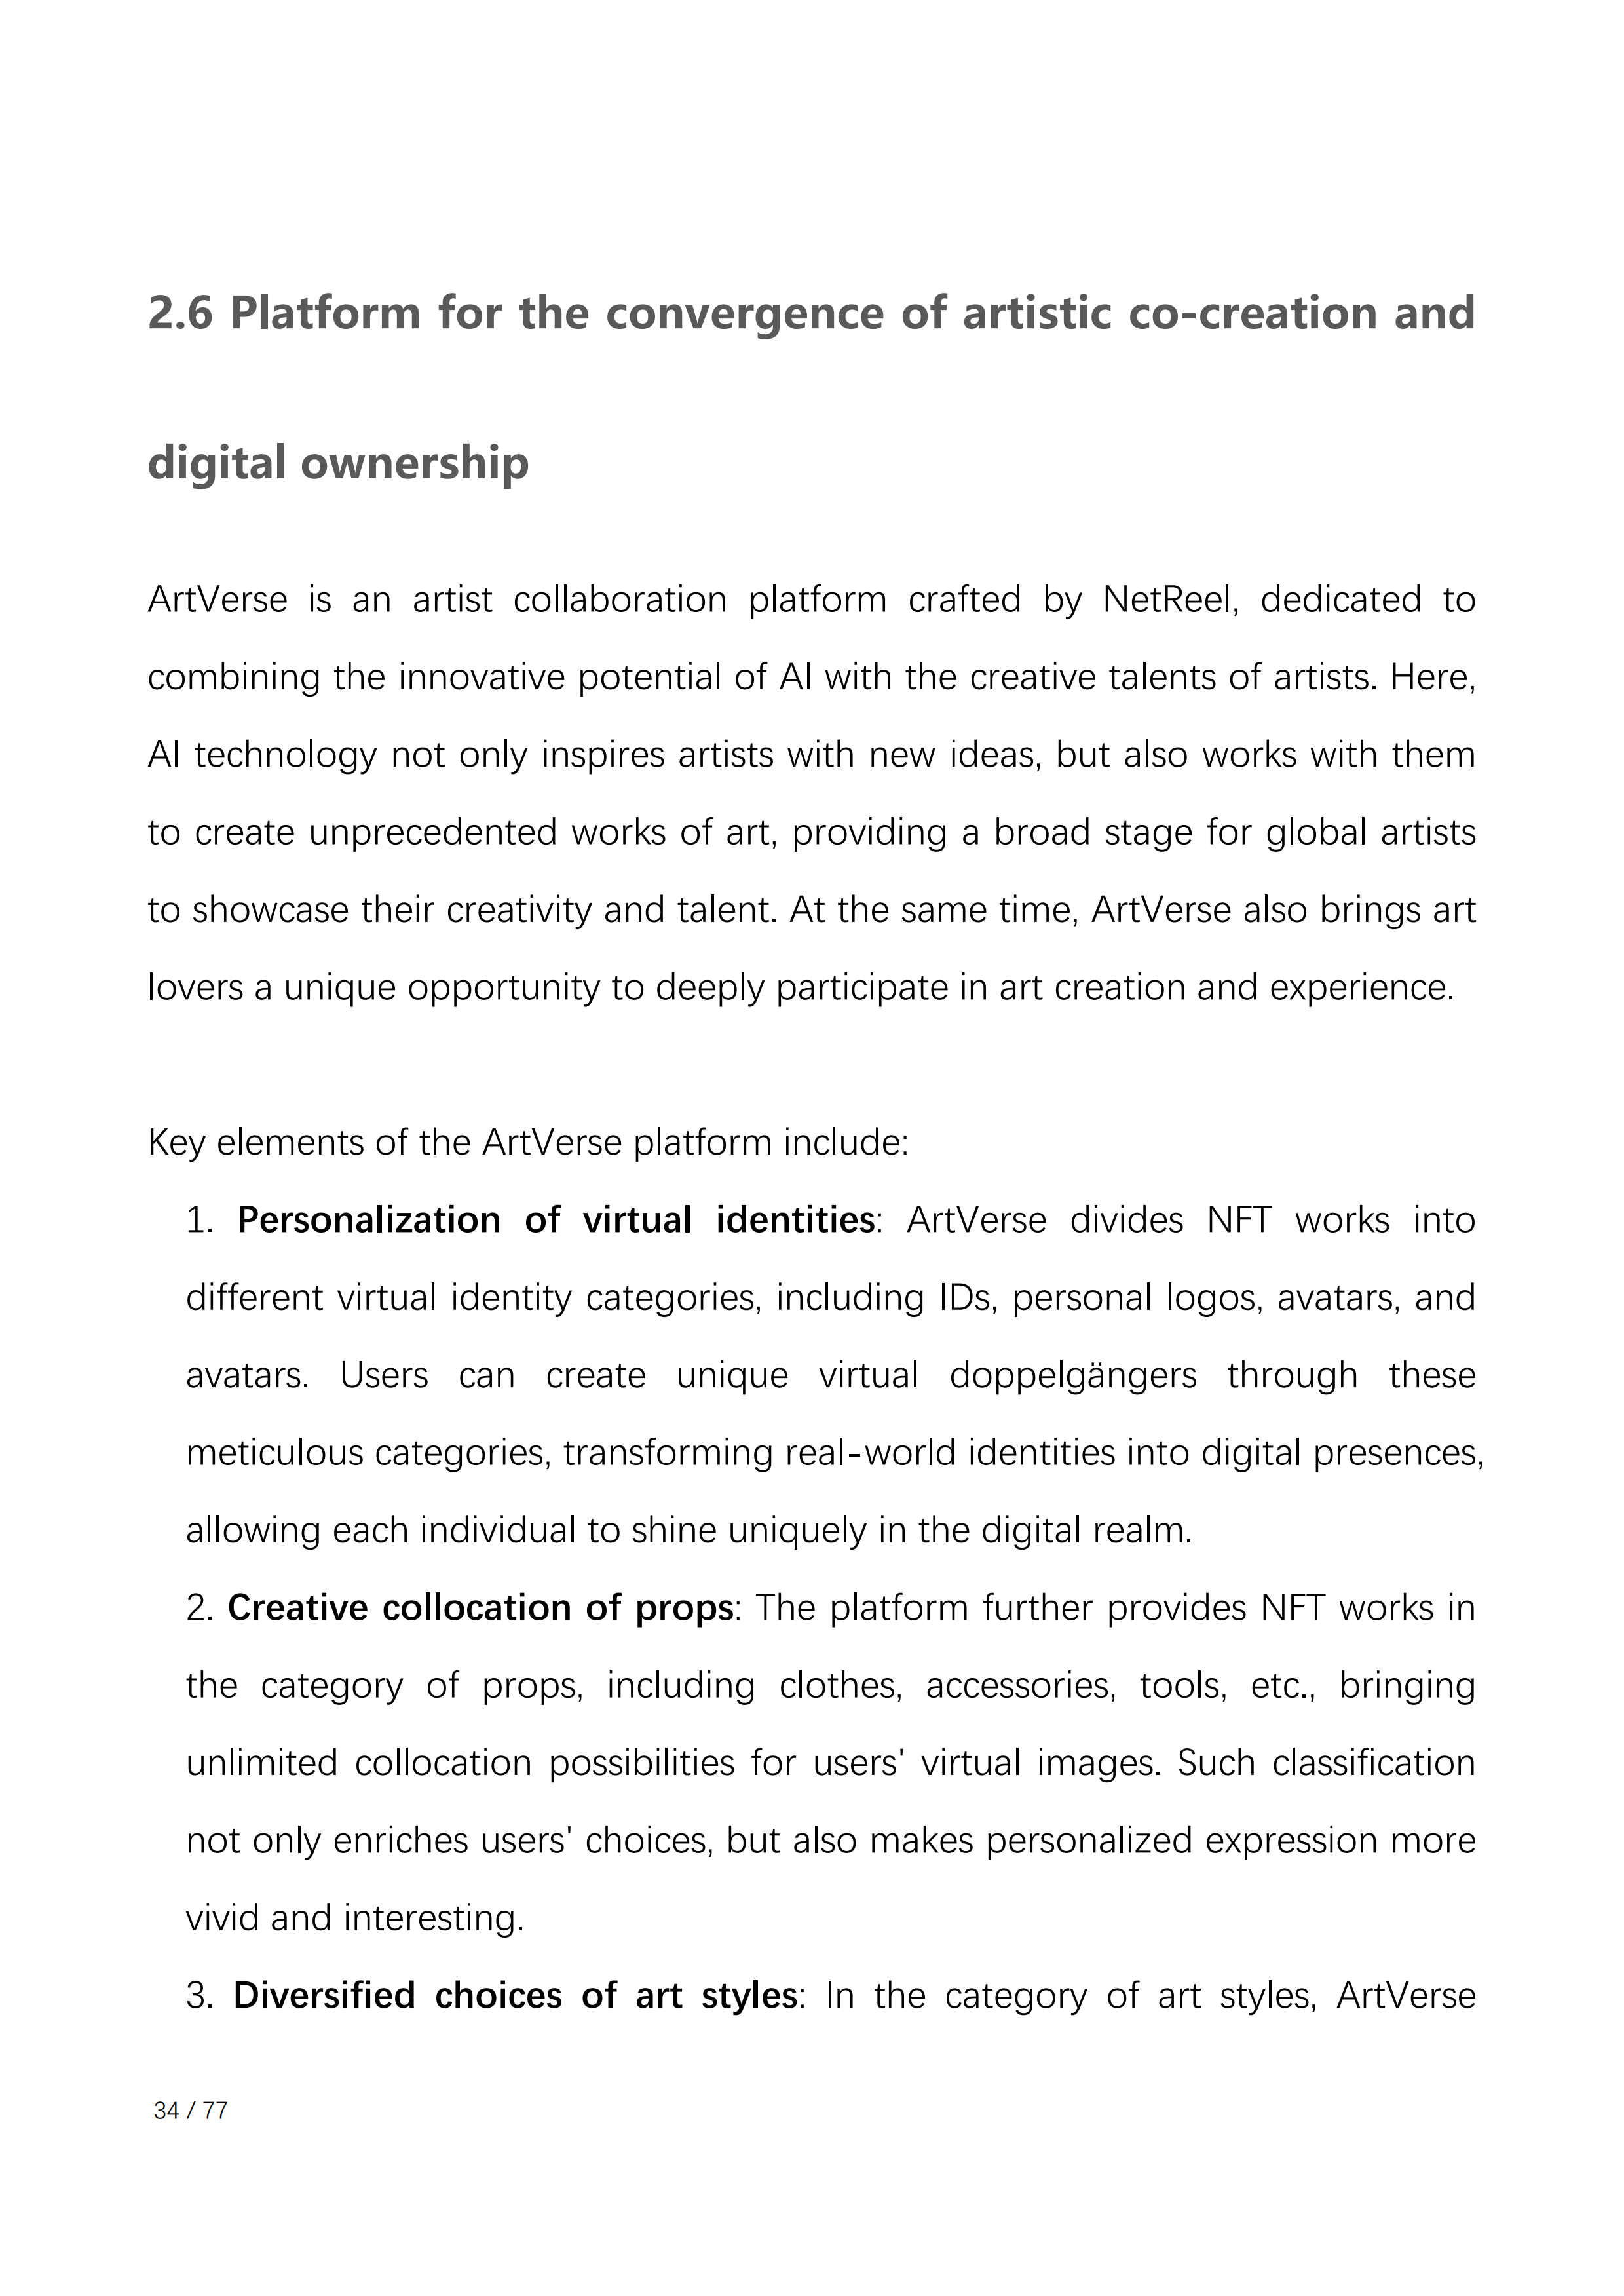 2.6 Platform for the convergence of artistic co-creation and
digital ownership
ArtVerse is an artist collaboration platform crafted by NetReel, dedicated to
combining the innovative potential of AI with the creative talents of artists. Here,
AI technology not only inspires artists with new ideas, but also works with them
to create unprecedented works of art, providing a broad stage for global artists
to showcase their creativity and talent. At the same time, ArtVerse also brings art
lovers a unique opportunity to deeply participate in art creation and experience.
Key elements of the ArtVerse platform include:
1. Personalization of virtual identities: ArtVerse divides NFT works into
different virtual identity categories, including IDs, personal logos, avatars, and
avatars. Users can create unique virtual doppelgängers through these
meticulous categories, transforming real-world identities into digital presences,
allowing each individual to shine uniquely in the digital realm.
2. Creative collocation of props: The platform further provides NFT works in
the category of props, including clothes, accessories, tools, etc., bringing
unlimited collocation possibilities for users' virtual images. Such classification
not only enriches users' choices, but also makes personalized expression more
vivid and interesting.
3. Diversified choices of art styles: In the category of art styles, ArtVerse
34 / 77